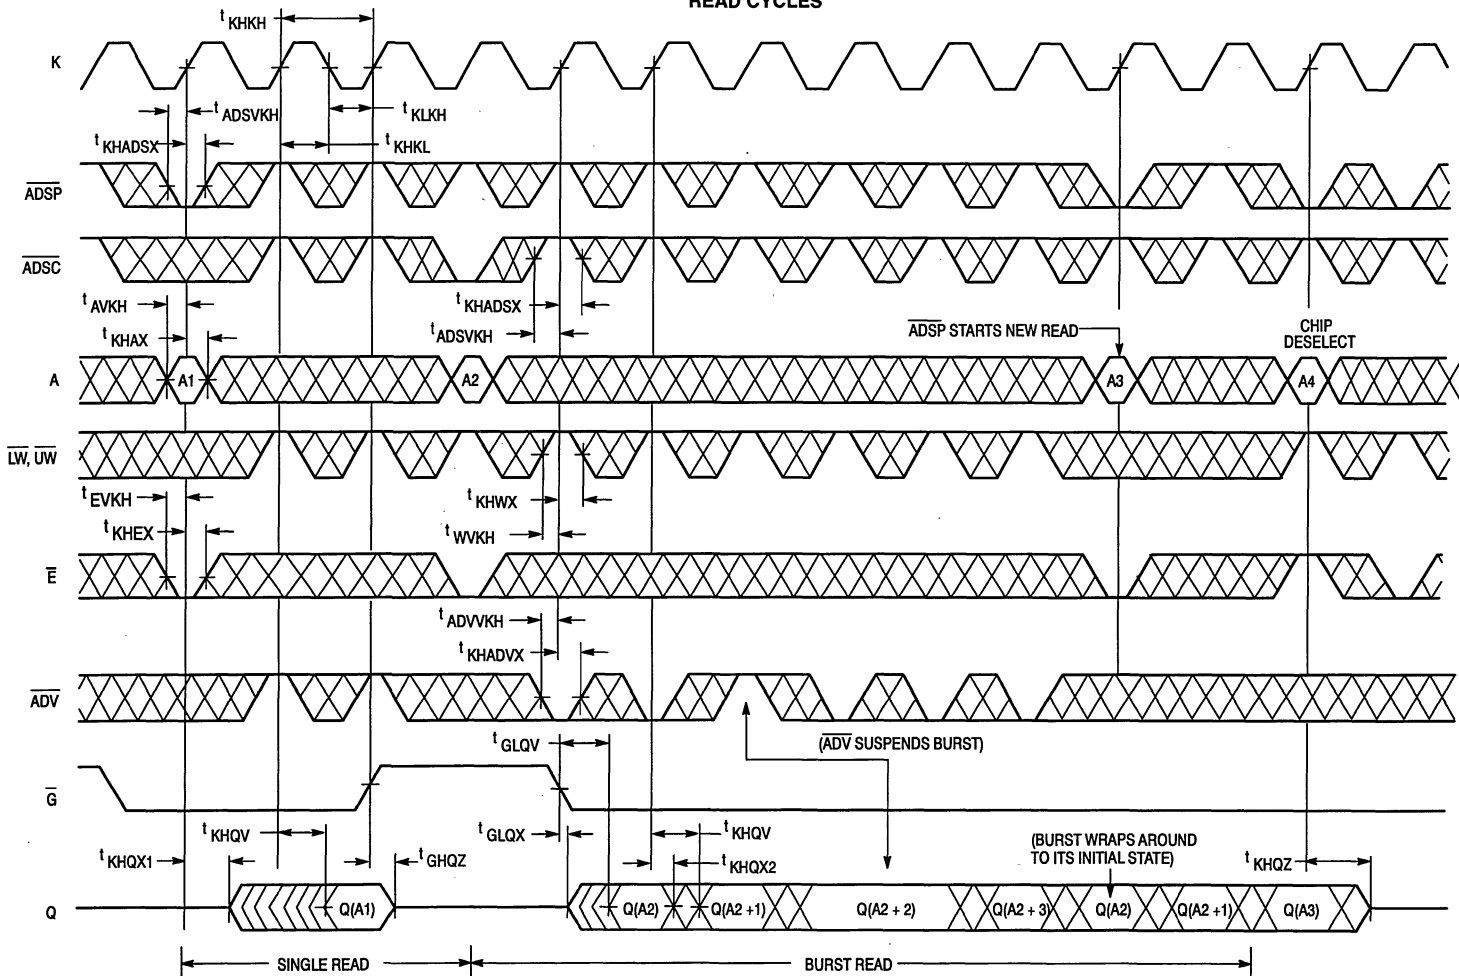 READ CYCLES
t KHKH
K
t ADSVKH
t KLKH
t KHADSX
t KHKL
ADSP
ADSC
t AVKH
t KHADSX
t KHAX
t ADSVKH
ADSP STARTS NEW READ
CHIP
DESELECT
A
A1
A2
A3
A4
LW, UW
t EVKH
t KHWX
t KHEX
t WVKH
E
t ADVVKH
t KHADVX
ADV
t GLQV
(ADV SUSPENDS BURST)
G
t KHQV
t GLQX
t KHQV
(BURST WRAPS AROUND
TO ITS INITIAL STATE)
t KHQX1
t GHQZ
t KHQX2
t KHQZ
Q
Q(A1)
Q(A2)
Q(A2 +1)
Q(A2 + 2)
Q(A2 + 3)
Q(A2)
Q(A2 +1)
Q(A3)
SINGLE READ
BURST READ